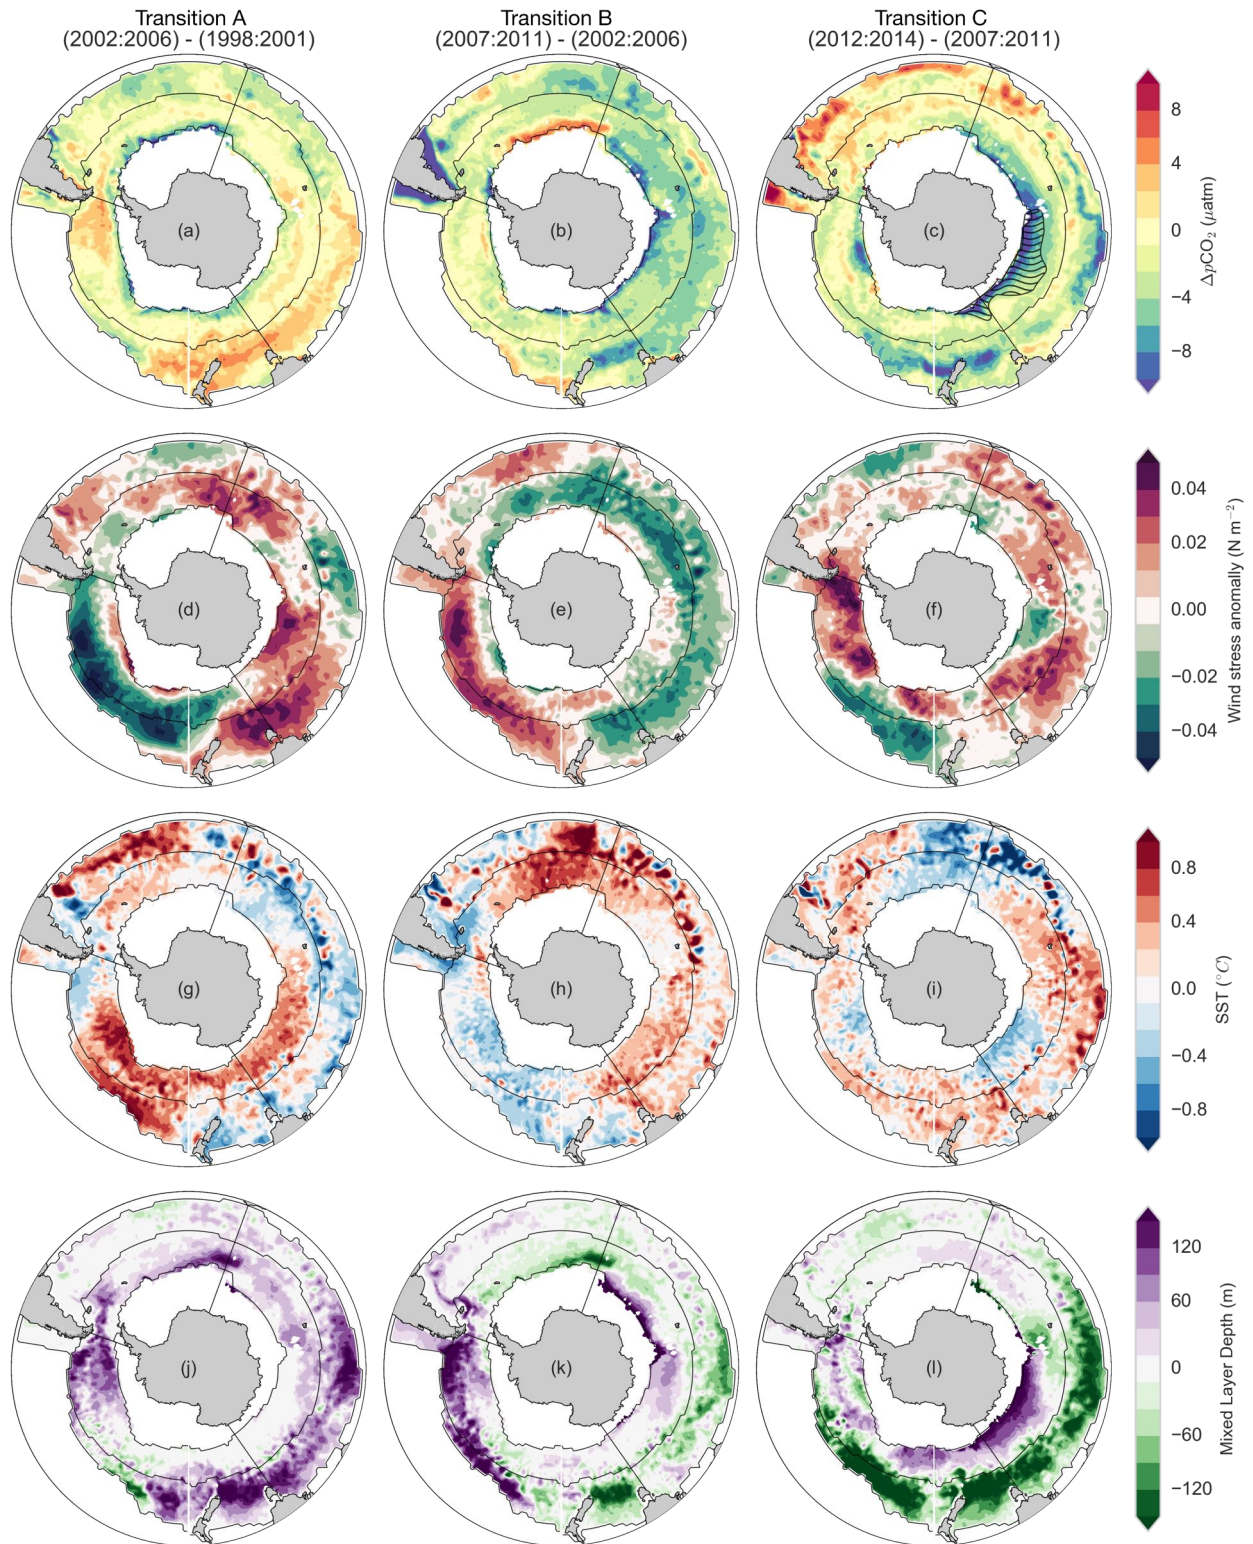 Transition A
(2002:2006) - (1998:2001)
Transition B
(2007:2011) - (2002:2006)
Transition C
(2012:2014) - (2007:2011)
(a)
(b)
(c)
8
4
0
−4
−8
ΔpCO₂ (μatm)
(d)
(e)
(f)
0.04
0.02
0.00
−0.02
−0.04
Wind stress anomally (N m⁻²)
(g)
(h)
(i)
0.8
0.4
0.0
−0.4
−0.8
SST (°C)
(j)
(k)
(l)
120
60
0
−60
−120
Mixed Layer Depth (m)